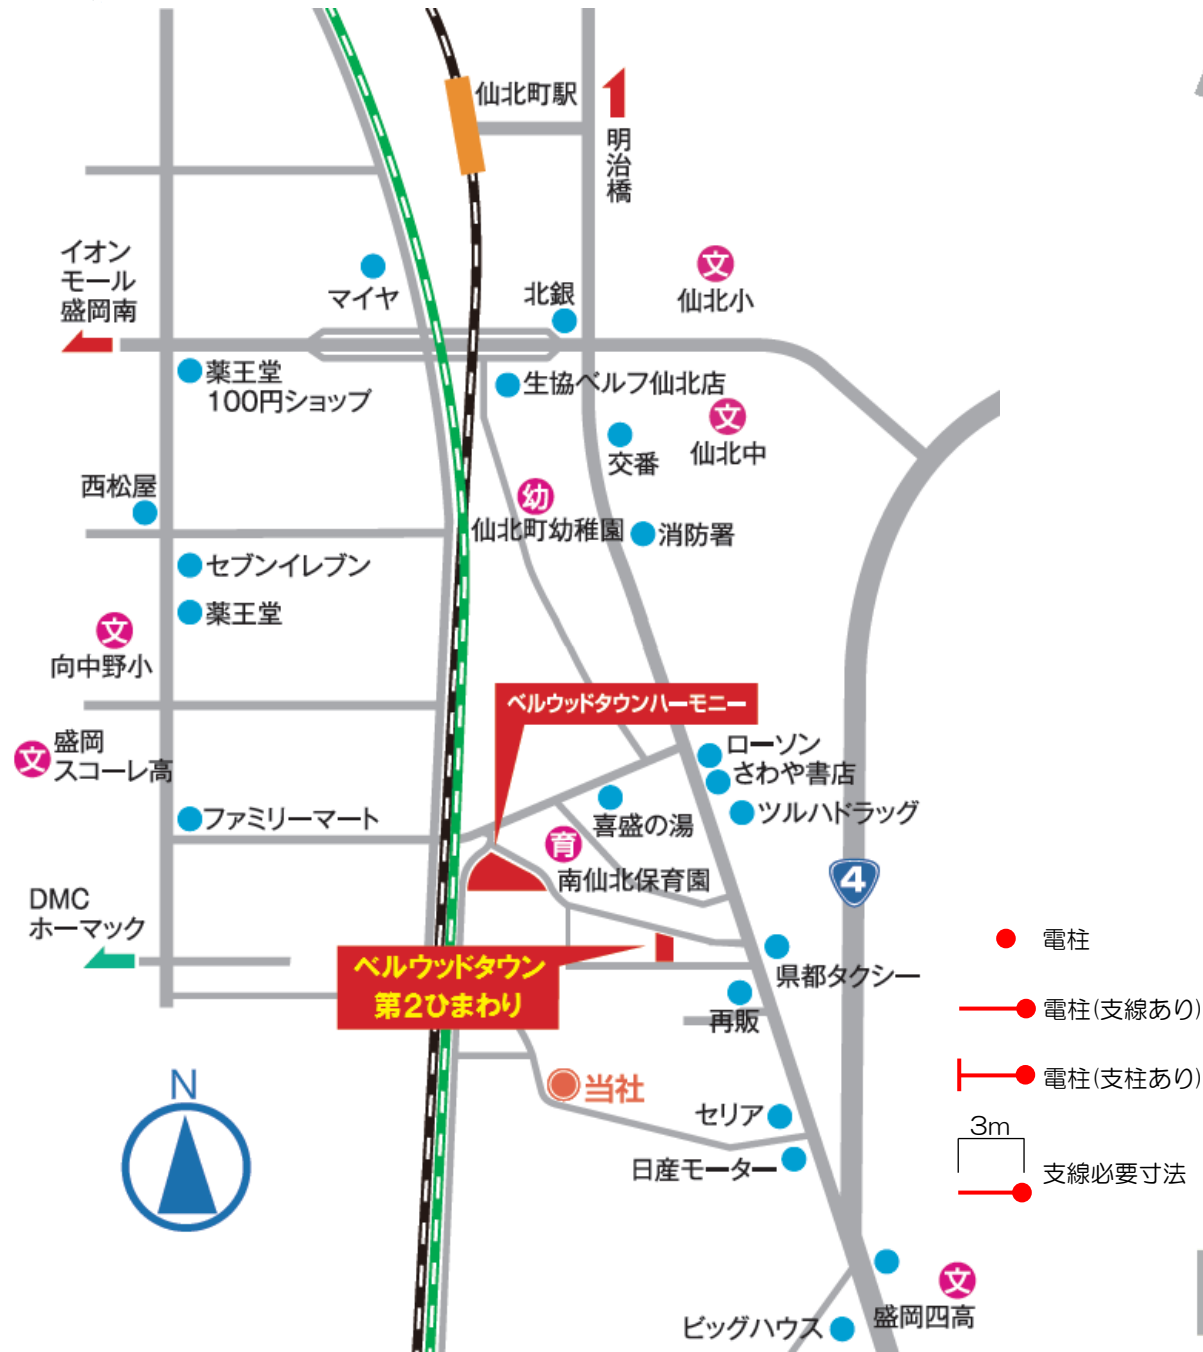 仙北町駅
明治橋
イオン
モール
盛岡南
マイヤ
北銀
文
仙北小
薬王堂
100円ショップ
生協ベルフ仙北店
文
仙北中
交番
西松屋
幼
仙北町幼稚園
消防署
セブンイレブン
薬王堂
文
向中野小
ベルウッドタウンハーモニー
文
盛岡
スコーレ高
ローソン
さわや書店
ファミリーマート
喜盛の湯
ツルハドラッグ
育
南仙北保育園
4
DMC
ホーマック
ベルウッドタウン
第2ひまわり
県都タクシー
再販
電柱
電柱(支線あり)
電柱(支柱あり)
3m
支線必要寸法
N
当社
セリア
日産モーター
文
盛岡四高
ビッグハウス